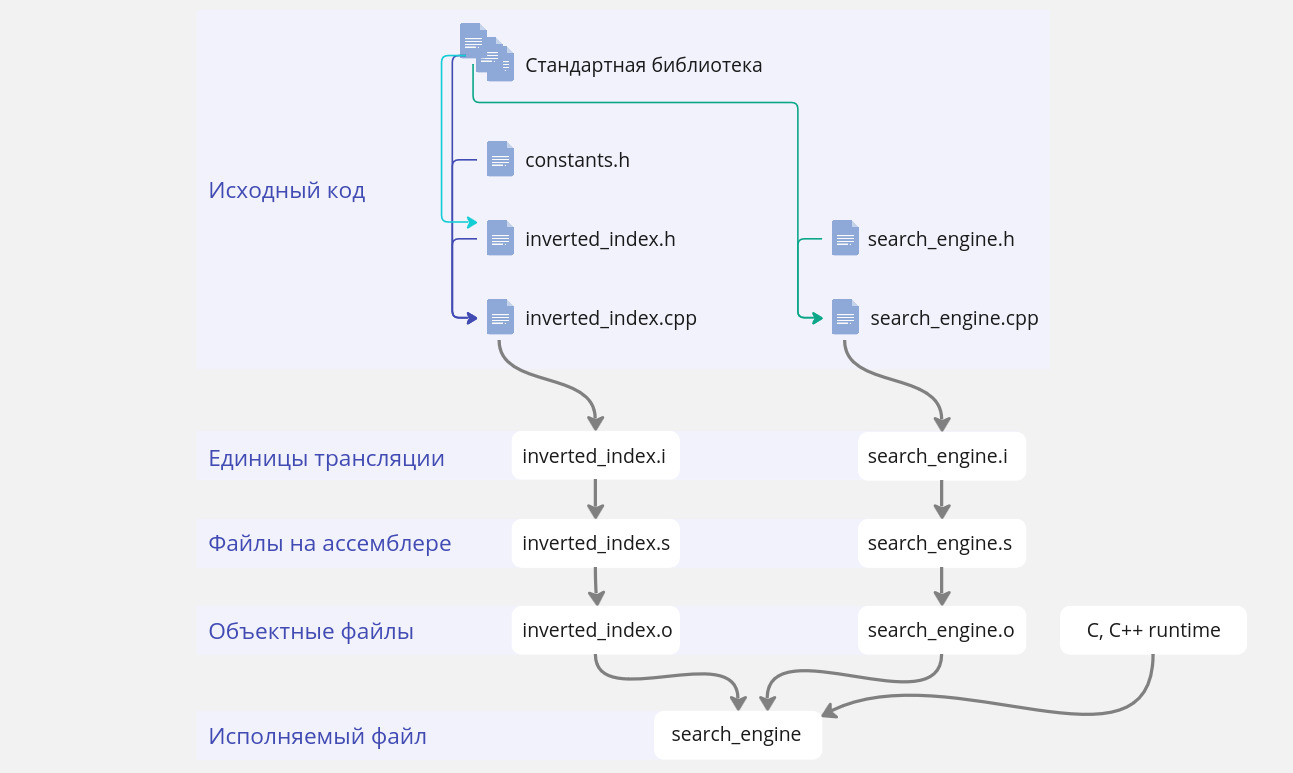 Стандартная библиотека
constants.h
Исходный код
inverted_index.h
search_engine.h
inverted_index.cpp
search_engine.cpp
Единицы трансляции
inverted_index.i
search_engine.i
Файлы на ассемблере
inverted_index.s
search_engine.s
Объектные файлы
inverted_index.o
search_engine.o
C, C++ runtime
Исполняемый файл
search_engine